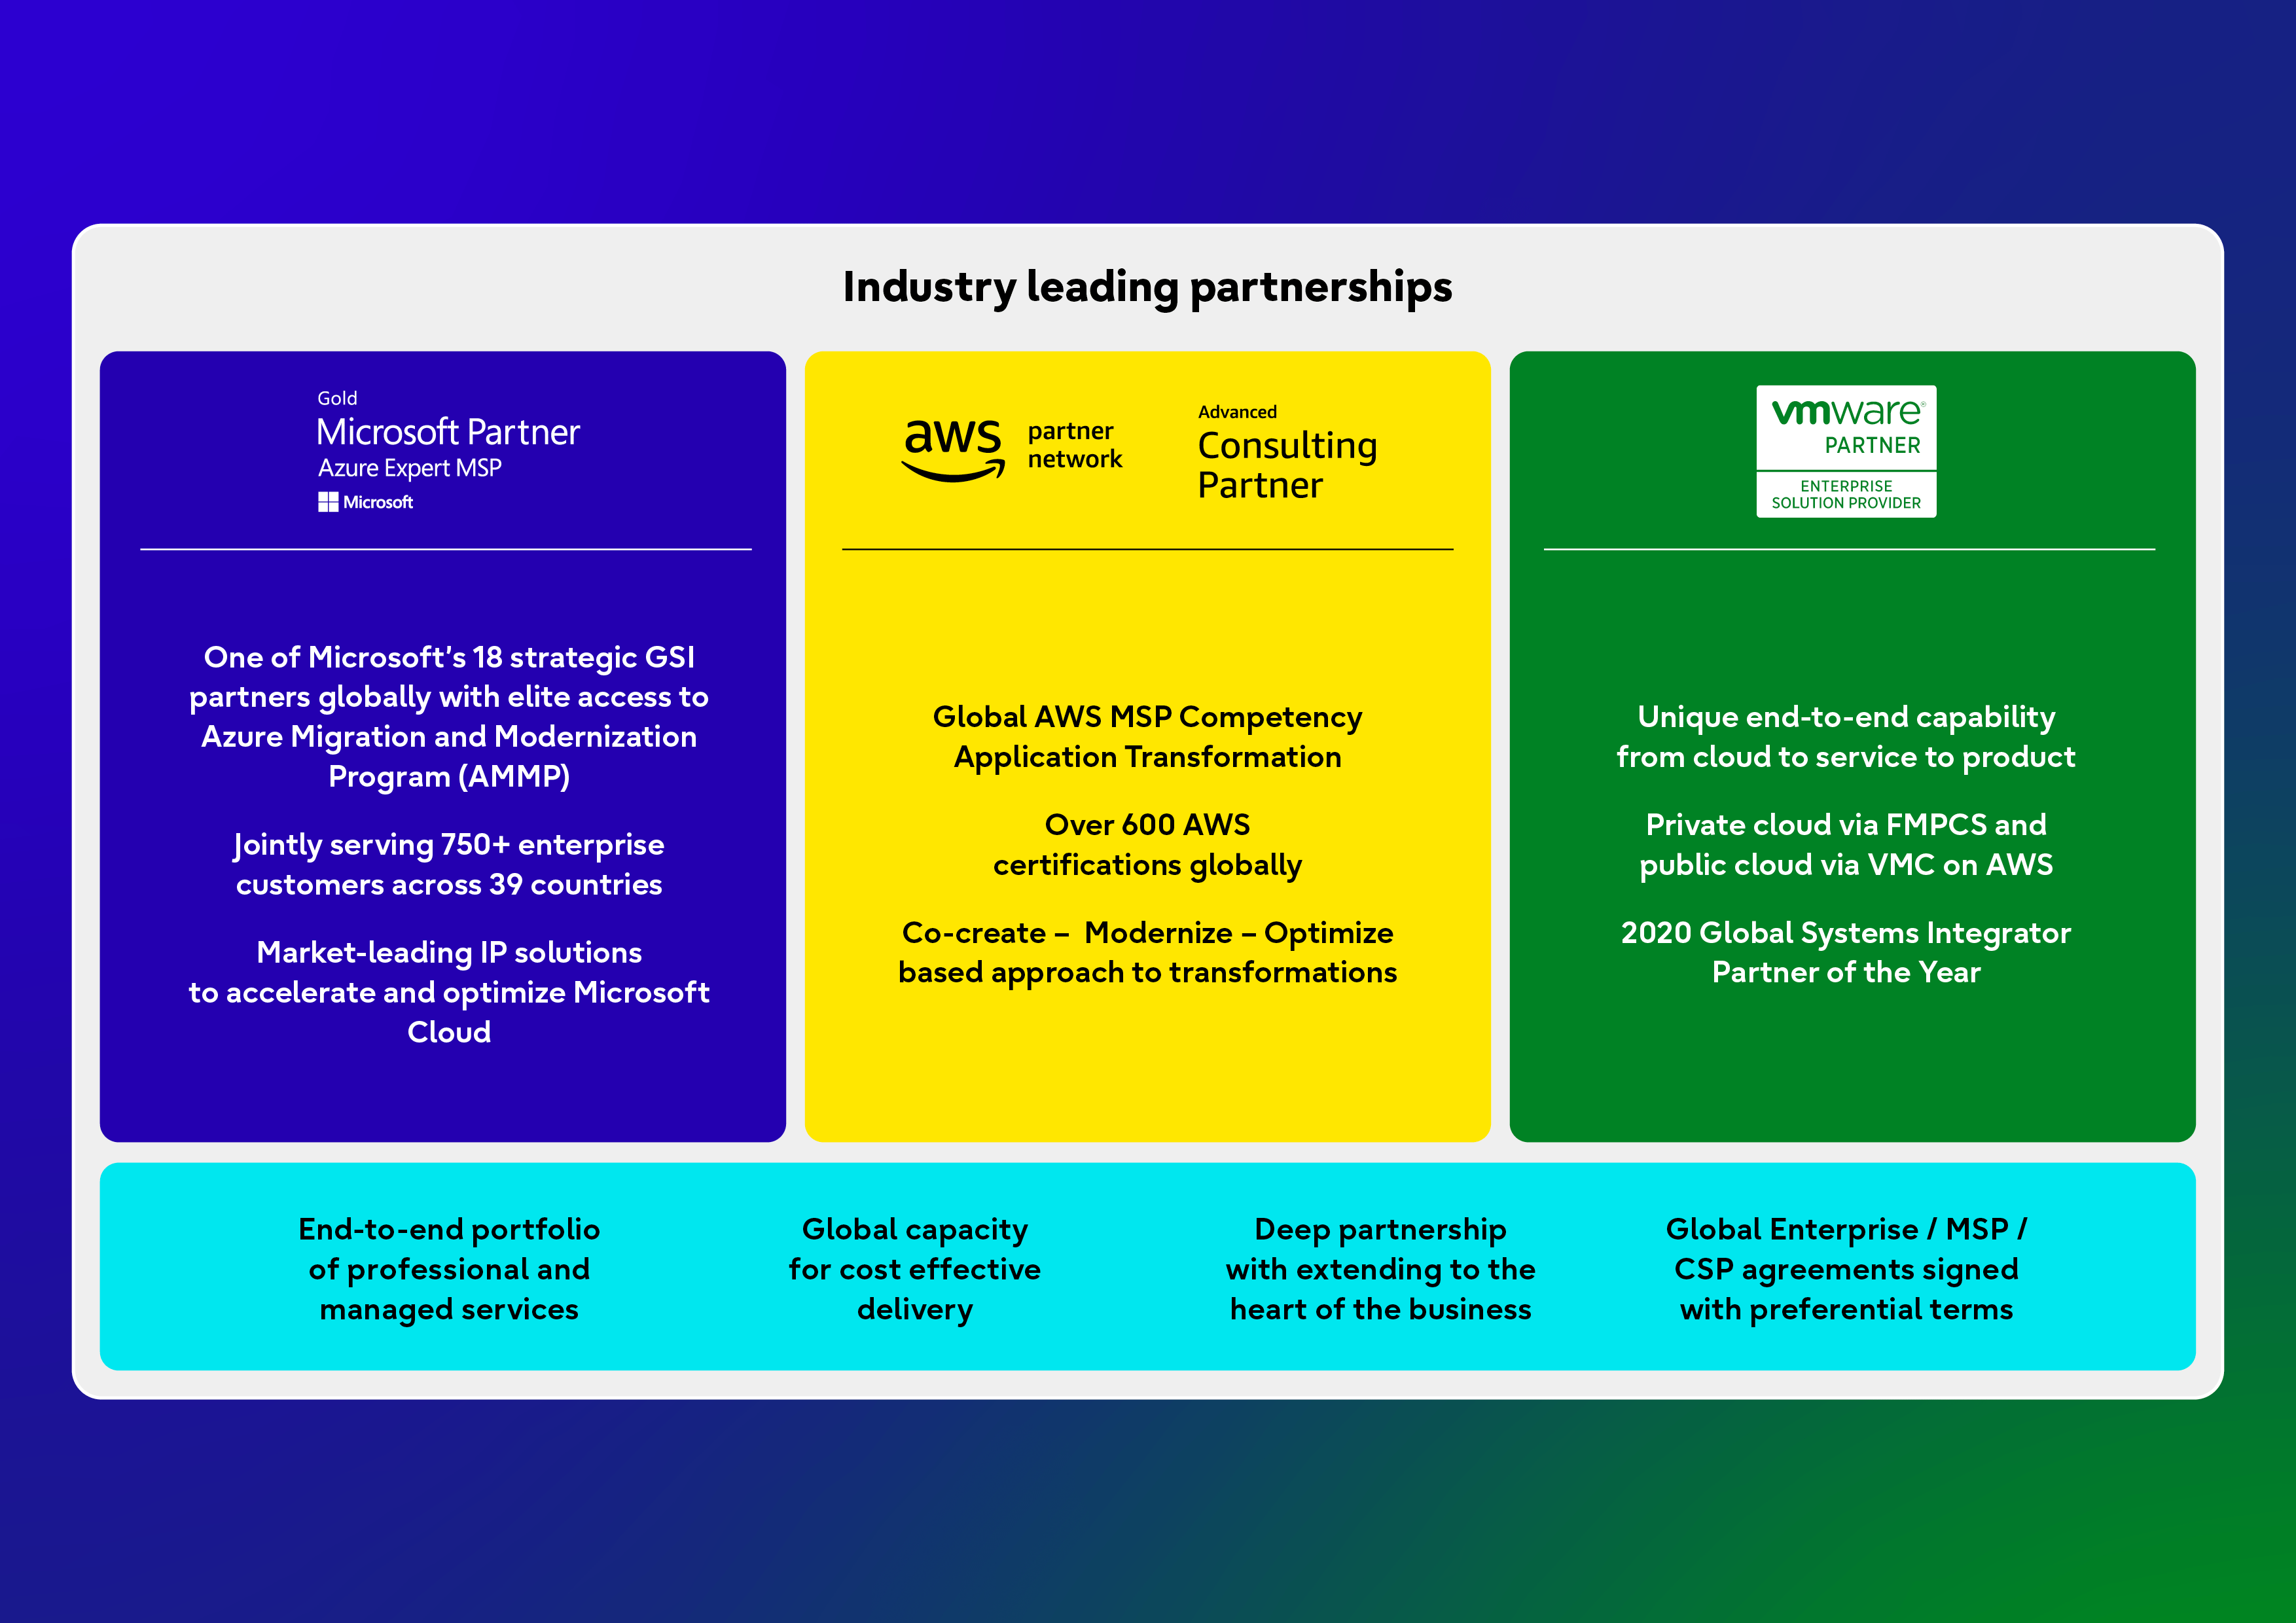 Industry leading partnerships
Gold
Microsoft Partner
Azure Expert MSP
Microsoft
One of Microsoft's 18 strategic GSI
partners globally with elite access to
Azure Migration and Modernization
Program (AMMP)
Jointly serving 750+ enterprise
customers across 39 countries
Market-leading IP solutions
to accelerate and optimize Microsoft
Cloud
aws
partner
network
Advanced
Consulting
Partner
Global AWS MSP Competency
Application Transformation
Over 600 AWS
certifications globally
Co-create –  Modernize – Optimize
based approach to transformations
vmware®
PARTNER
ENTERPRISE
SOLUTION PROVIDER
Unique end-to-end capability
from cloud to service to product
Private cloud via FMPCS and
public cloud via VMC on AWS
2020 Global Systems Integrator
Partner of the Year
End-to-end portfolio
of professional and
managed services
Global capacity
for cost effective
delivery
Deep partnership
with extending to the
heart of the business
Global Enterprise / MSP /
CSP agreements signed
with preferential terms